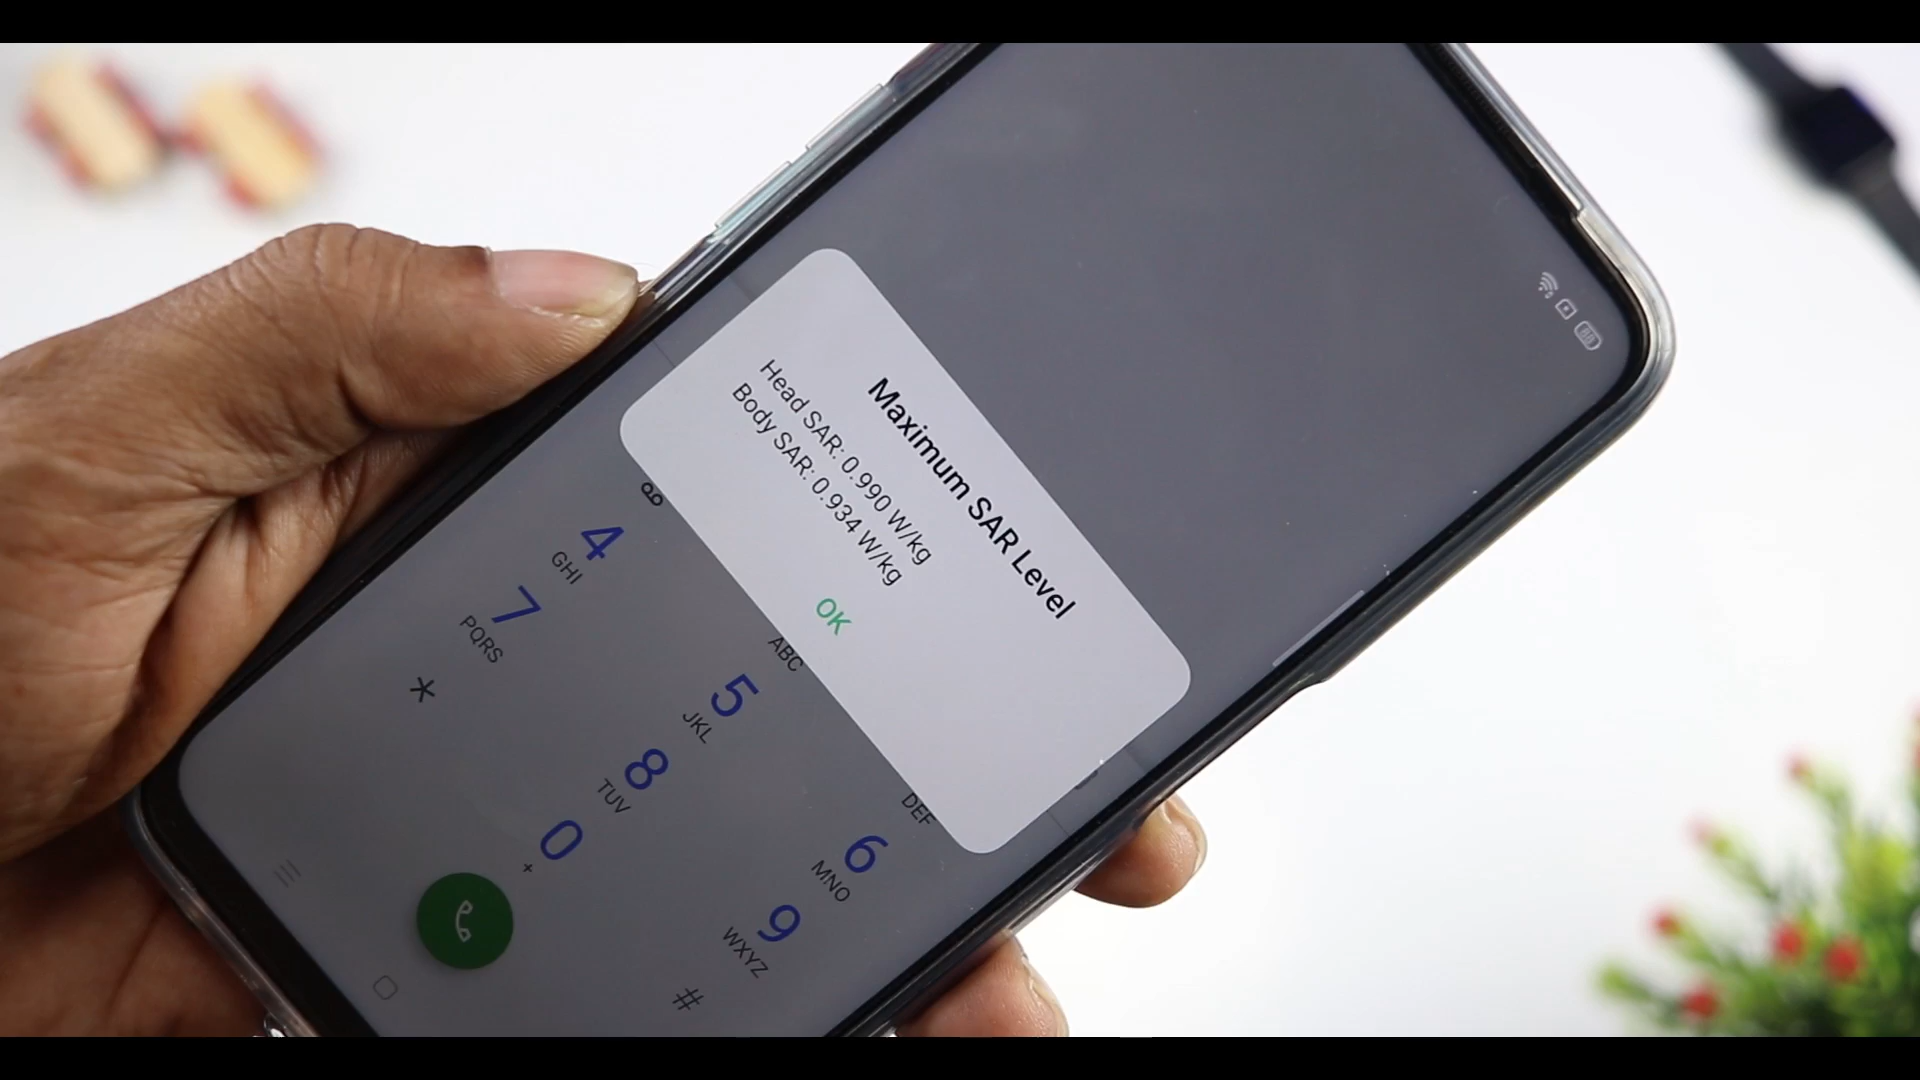 Maximum SAR Level
Head SAR: 0.990 W/kg
Body SAR: 0.934 W/kg
OK
ABC
DEF
4
GHI
5
JKL
6
MNO
7
PQRS
8
TUV
9
WXYZ
*
0
+
#